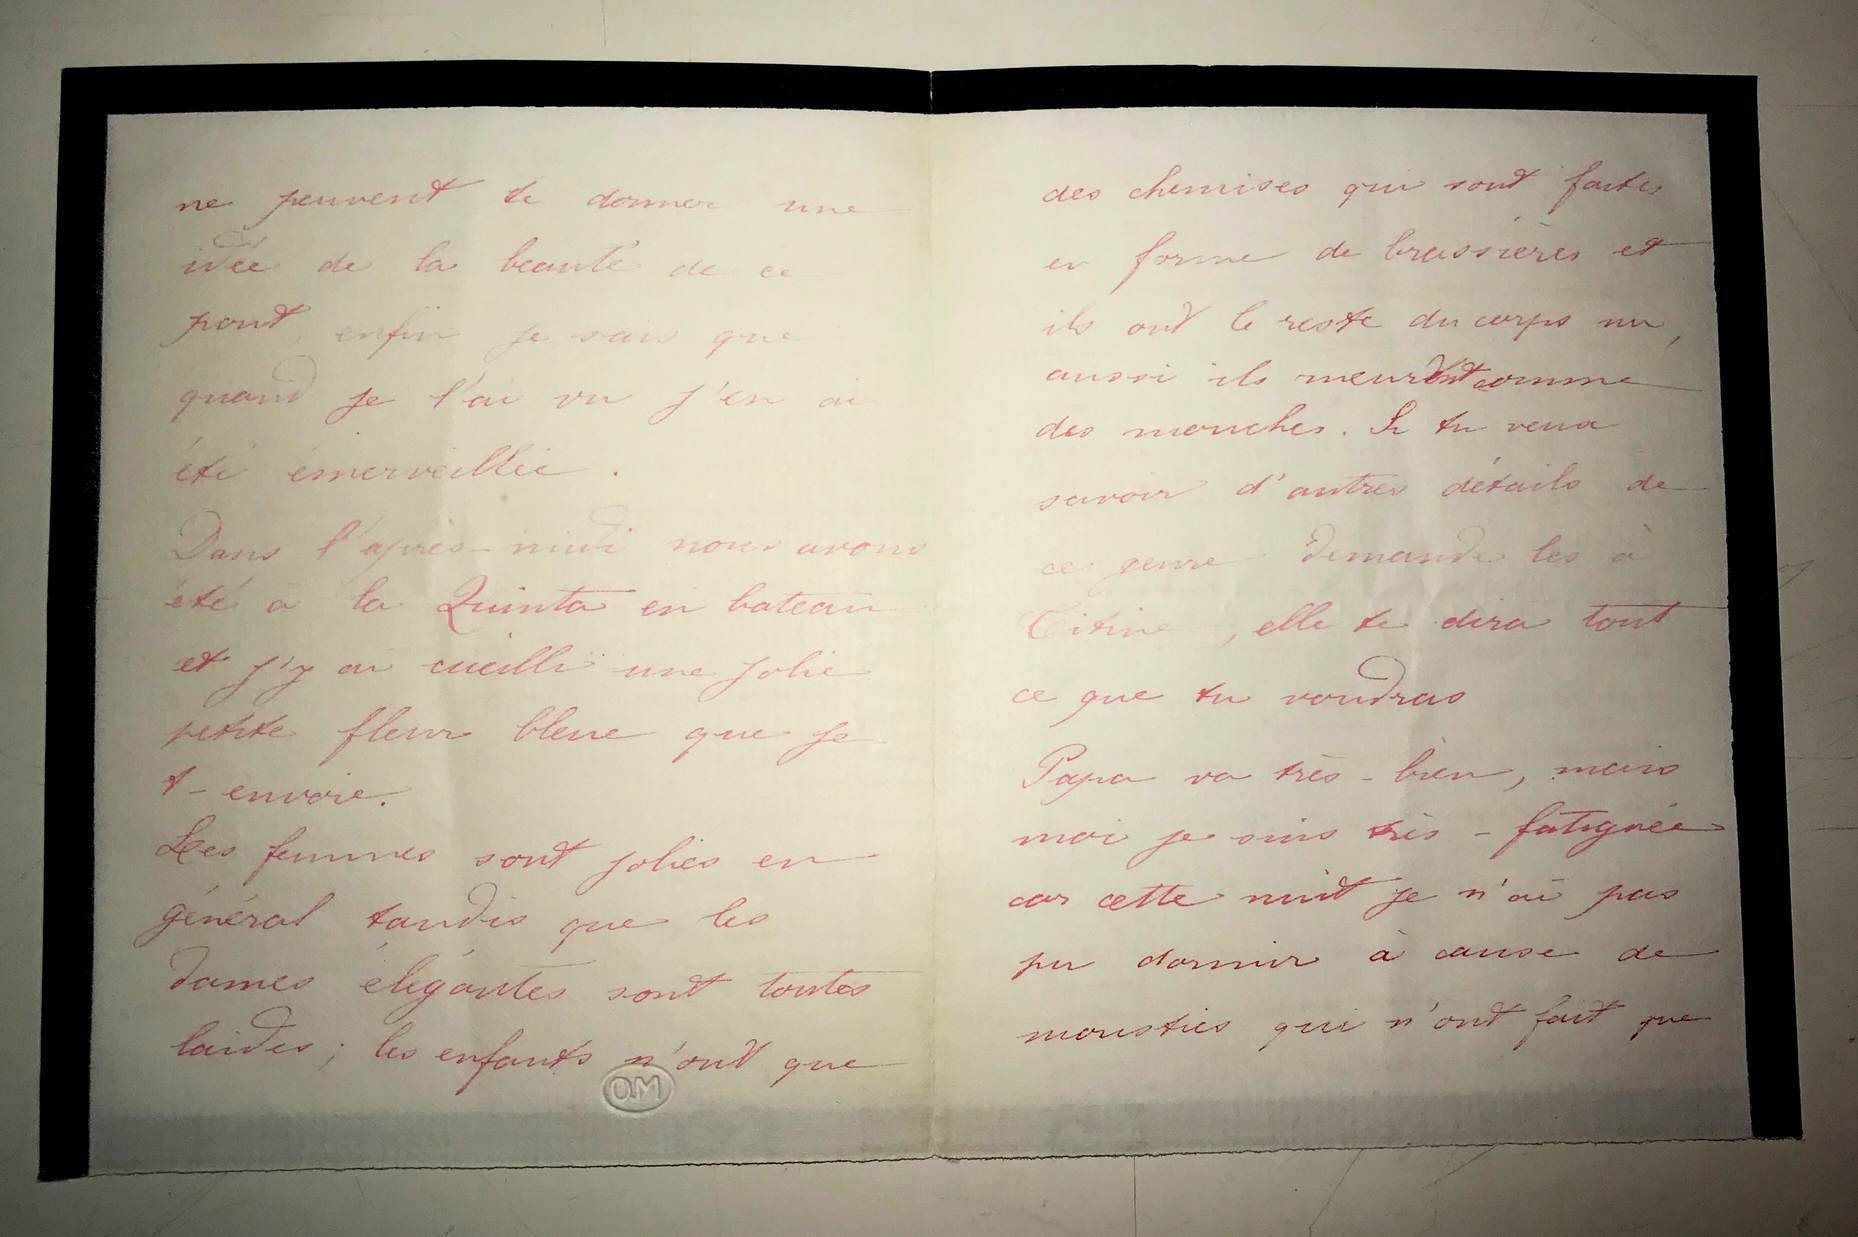 ne peuvent te donner une
idée de la beauté de ce
pont, enfin je sais que
quand je l'ai vu j'en ai
été émerveillée.
Dans l'après-midi nous avons
été à la Quinta en bateau
et j'y ai cueilli une jolie
petite fleur bleue que je
t-envoie.
Les femmes sont jolies en
général tandis que les
dames élégantes sont toutes
laides; les enfants n'ont que
OM
des chemises qui sont faites
en forme de brassières et
ils ont le reste du corps nu,
aussi ils meurent comme
des mouches. Si tu veux
savoir d'autres détails de
ce genre demande les à
Titine, elle te dira tout
ce que tu voudras
Papa va très-bien, mais
moi je suis très-fatiguée
car cette nuit je n'ai pas
pu dormir à cause de
mousties qui n'ont fait que